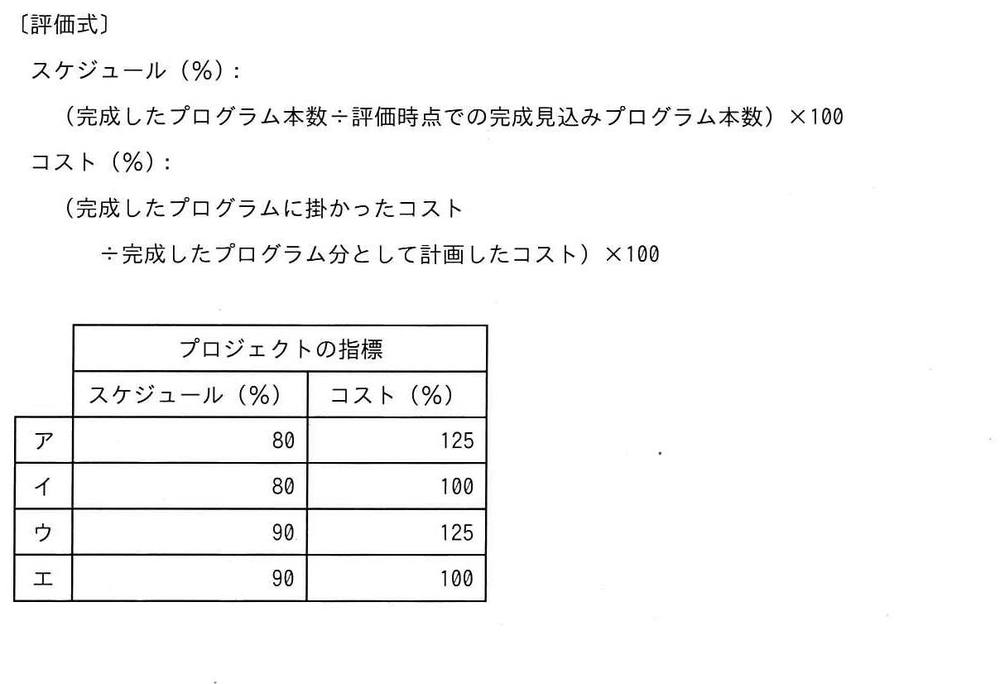 〔評価式〕
スケジュール（％）：
（完成したプログラム本数÷評価時点での完成見込みプログラム本数）×100
コスト（％）：
（完成したプログラムに掛かったコスト
÷完成したプログラム分として計画したコスト）×100
プロジェクトの指標
スケジュール（％） コスト（％）
ア 80 125
イ 80 100
ウ 90 125
エ 90 100